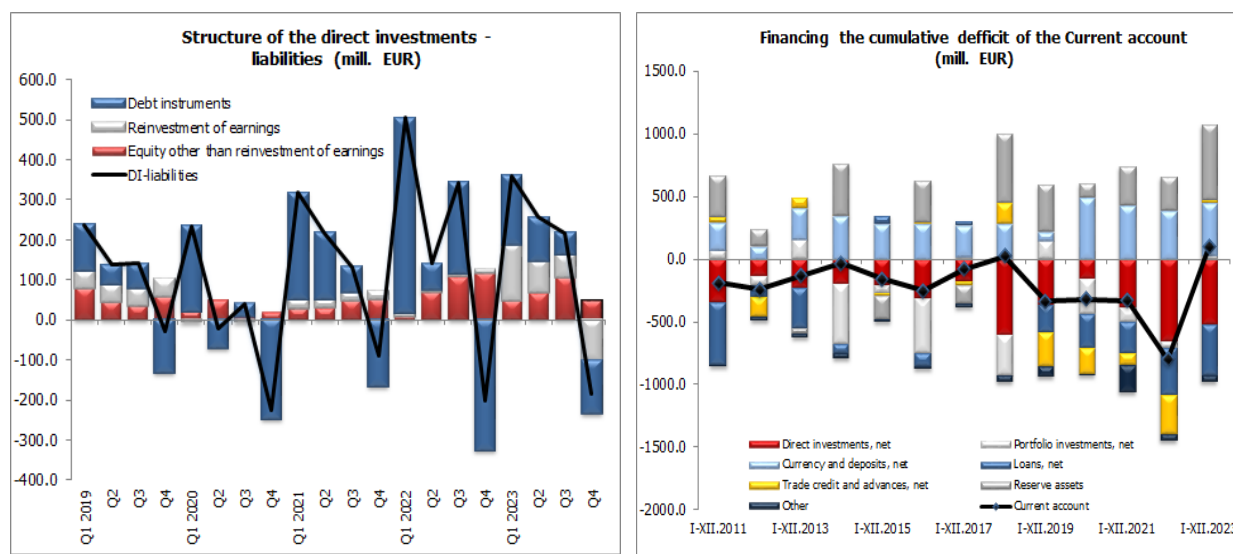 Structure of the direct investments -
liabilities (mill. EUR)
600.0
500.0
400.0
300.0
200.0
100.0
0.0
-100.0
-200.0
-300.0
-400.0
Debt instruments
Reinvestment of earnings
Equity other than reinvestment of earnings
DI-liabilities
Q1 2019
Q2
Q3
Q4
Q1 2020
Q2
Q3
Q4
Q1 2021
Q2
Q3
Q4
Q1 2022
Q2
Q3
Q4
Q1 2023
Q2
Q3
Q4
Financing the cumulative defficit of the Current account
(mill. EUR)
1500.0
1000.0
500.0
0.0
-500.0
-1000.0
-1500.0
-2000.0
Direct investments, net
Portfolio investments, net
Currency and deposits, net
Loans, net
Trade credit and advances, net
Reserve assets
Other
Current account
I-XII.2011
I-XII.2013
I-XII.2015
I-XII.2017
I-XII.2019
I-XII.2021
I-XII.2023